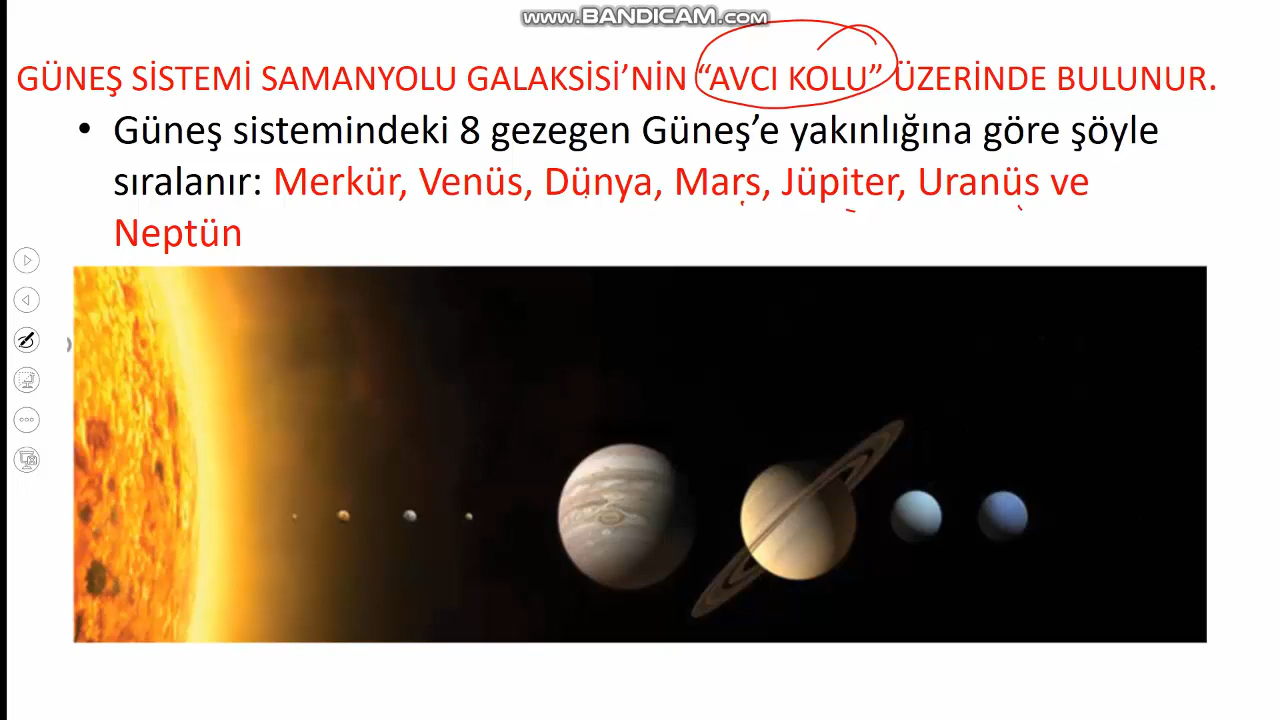 www.BANDICAM.com
GÜNEŞ SİSTEMİ SAMANYOLU GALAKSİSİ’NİN “AVCI KOLU” ÜZERİNDE BULUNUR.
• Güneş sistemindeki 8 gezegen Güneş’e yakınlığına göre şöyle
sıralanır: Merkür, Venüs, Dünya, Mars, Jüpiter, Uranüs ve
Neptün